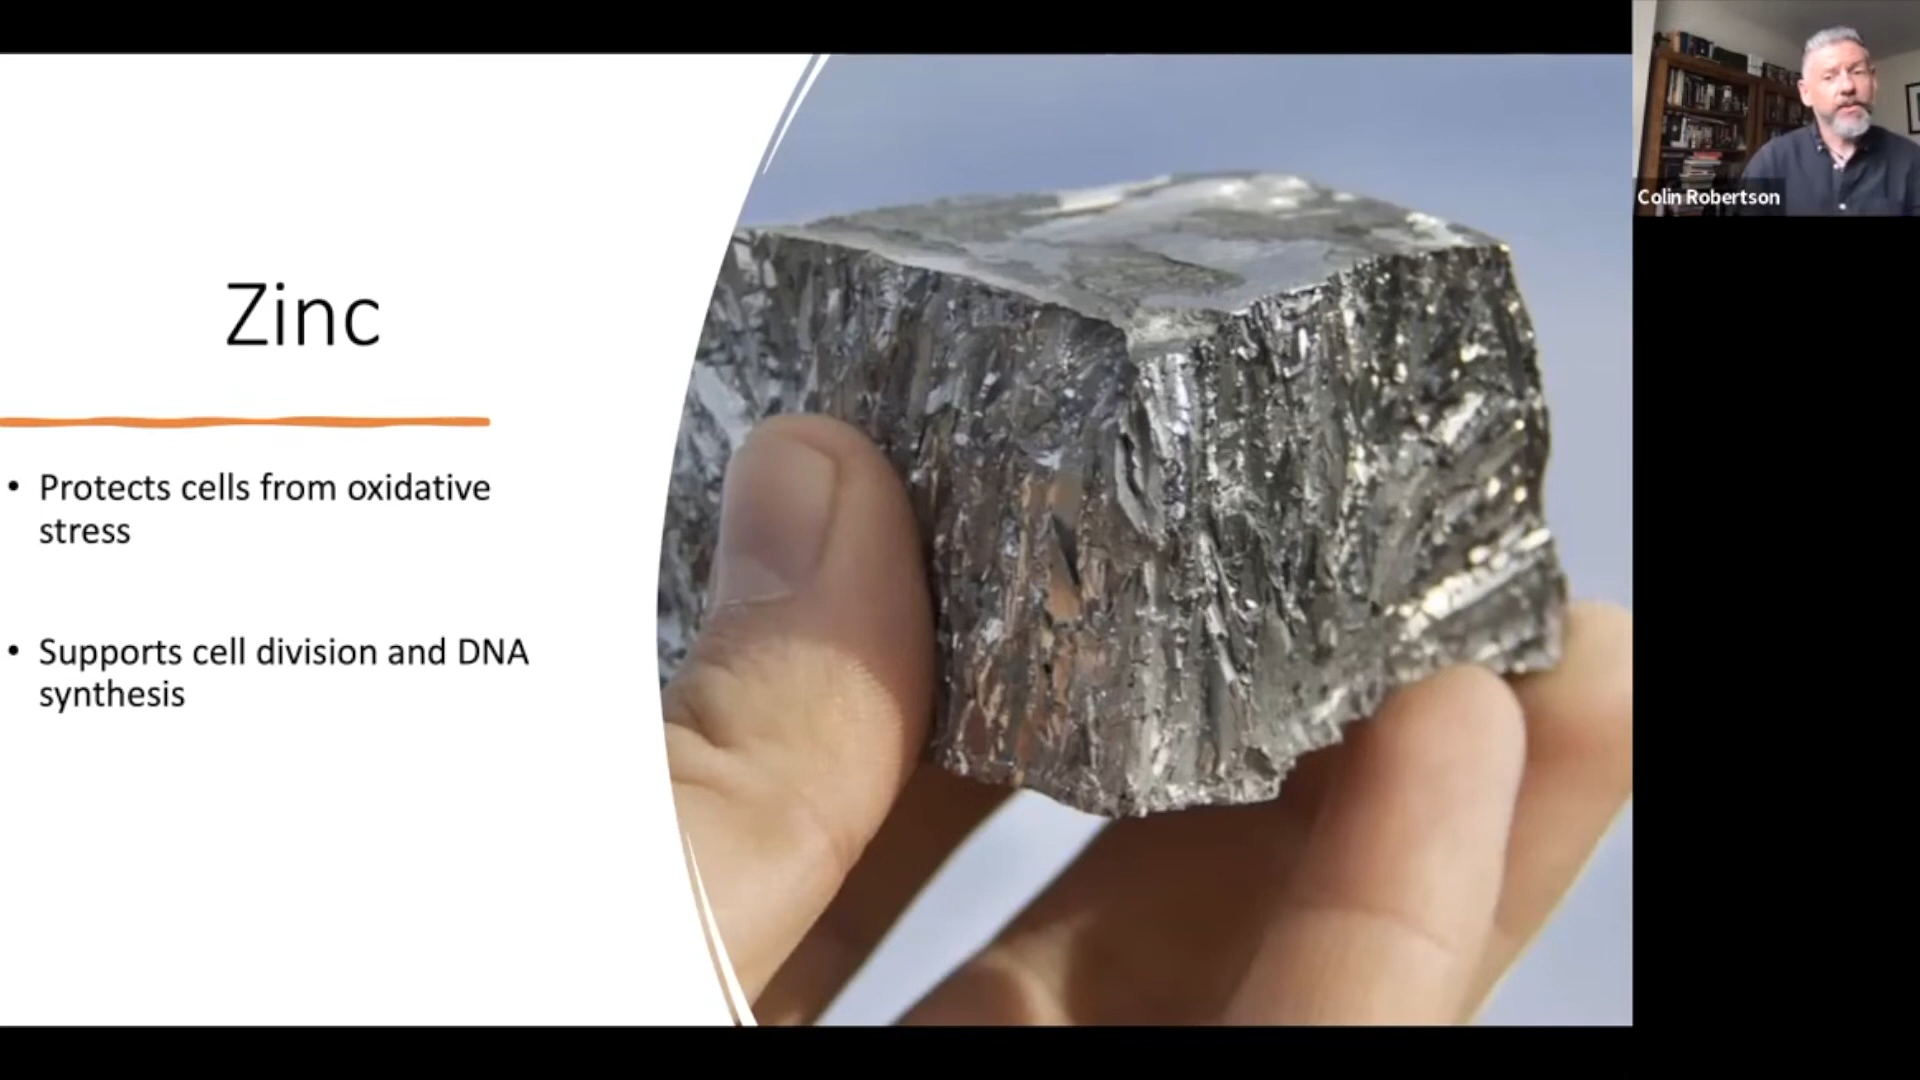 Zinc
• Protects cells from oxidative
stress
• Supports cell division and DNA
synthesis
Colin Robertson